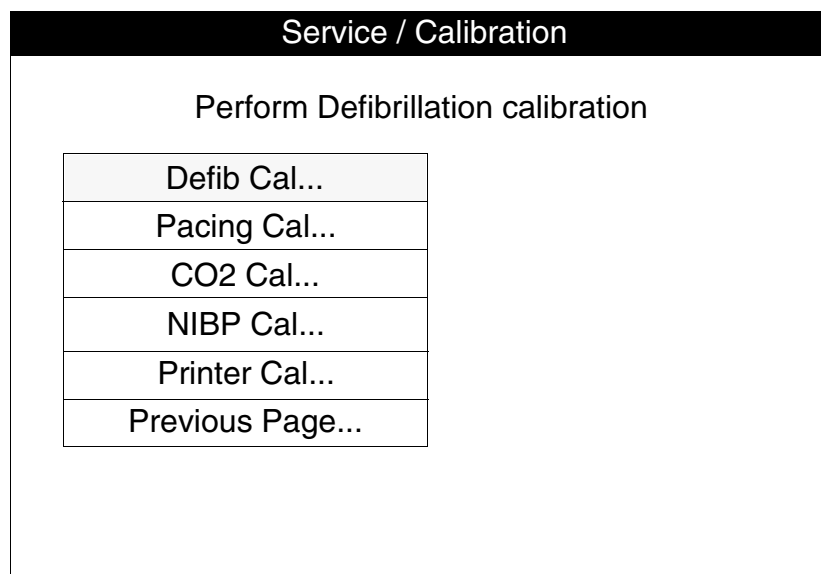 Service / Calibration
Perform Defibrillation calibration
Defib Cal...
Pacing Cal...
CO2 Cal...
NIBP Cal...
Printer Cal...
Previous Page...